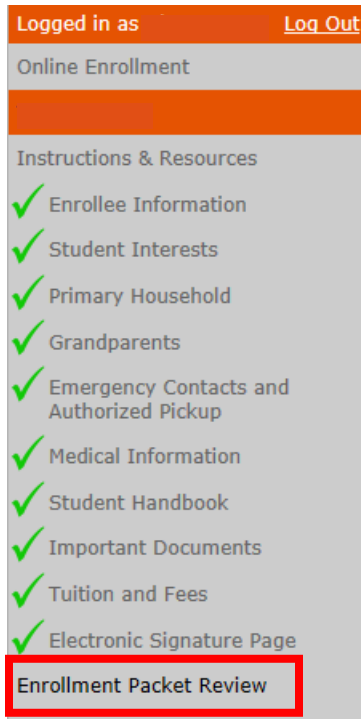 Logged in as Log Out
Online Enrollment
Instructions & Resources
Enrollee Information
Student Interests
Primary Household
Grandparents
Emergency Contacts and
Authorized Pickup
Medical Information
Student Handbook
Important Documents
Tuition and Fees
Electronic Signature Page
Enrollment Packet Review